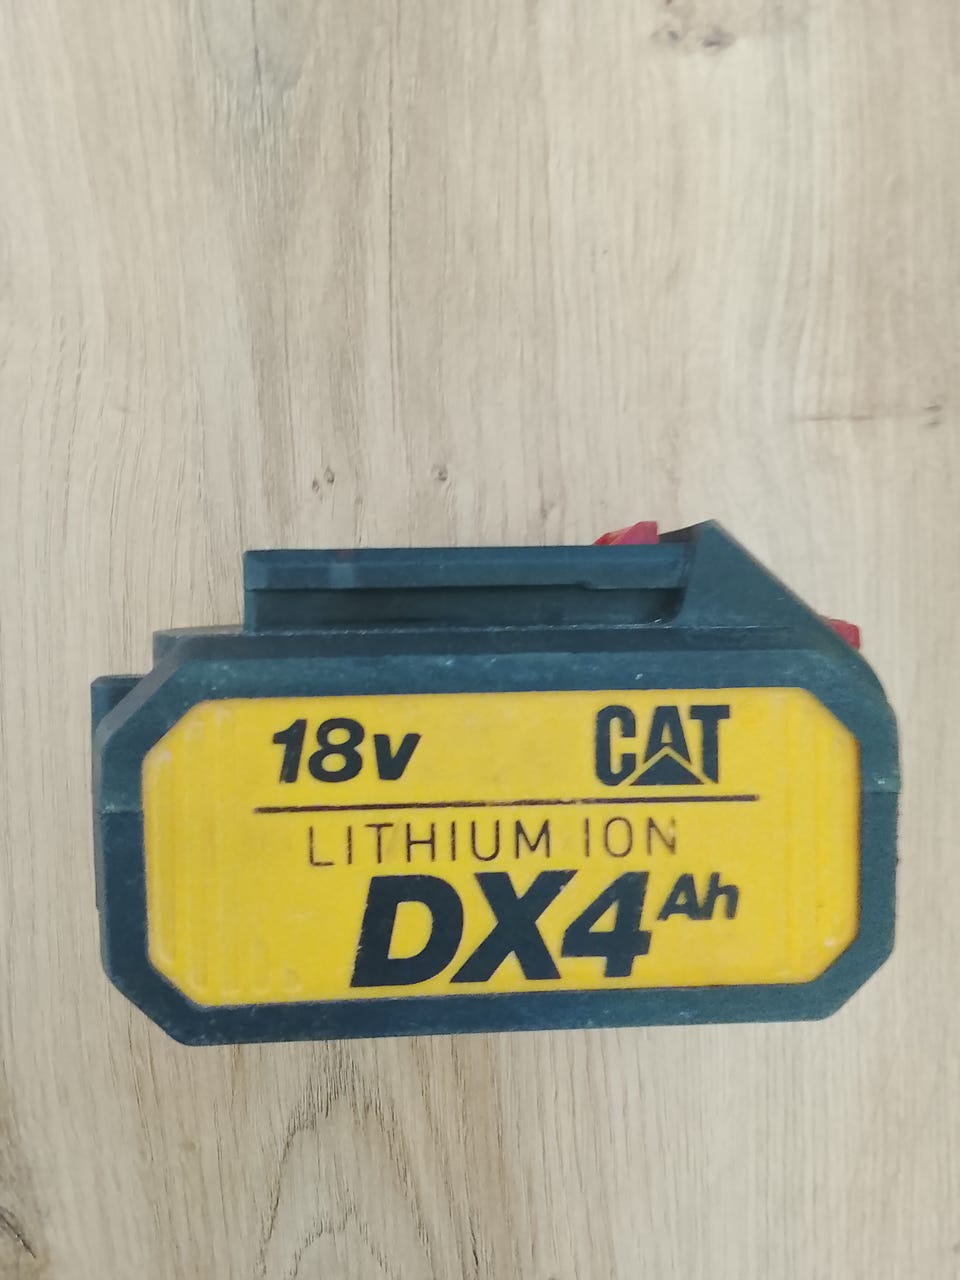 18v CAT
LITHIUM ION
DX4Ah